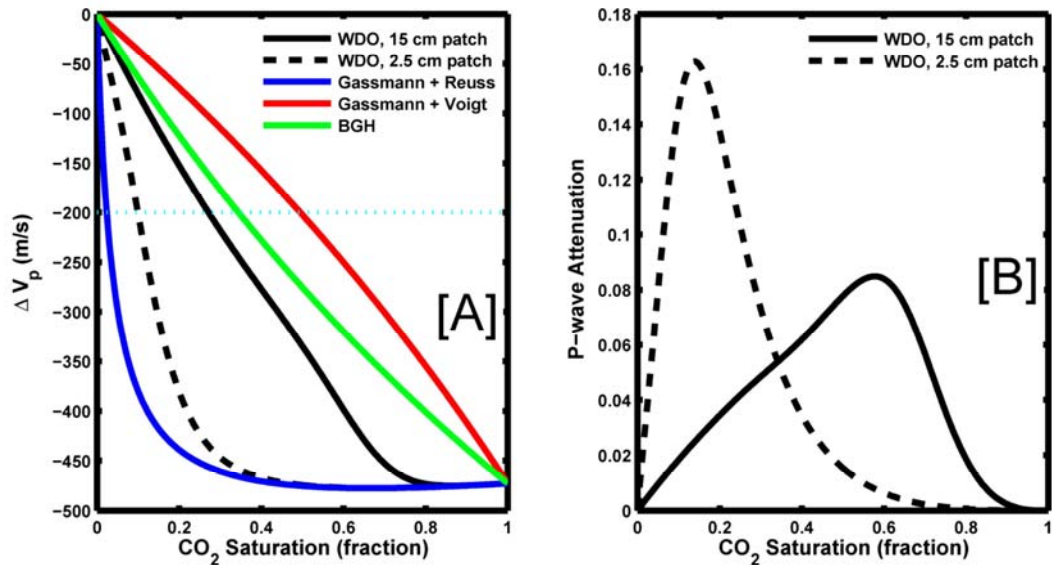 0
−50
−100
−150
−200
−250
−300
−350
−400
−450
−500
Δ Vp (m/s)
WDO, 15 cm patch
WDO, 2.5 cm patch
Gassmann + Reuss
Gassmann + Voigt
BGH
[A]
0 0.2 0.4 0.6 0.8 1
CO2 Saturation (fraction)
0.18
0.16
0.14
0.12
0.1
0.08
0.06
0.04
0.02
0
P−wave Attenuation
WDO, 15 cm patch
WDO, 2.5 cm patch
[B]
0 0.2 0.4 0.6 0.8 1
CO2 Saturation (fraction)